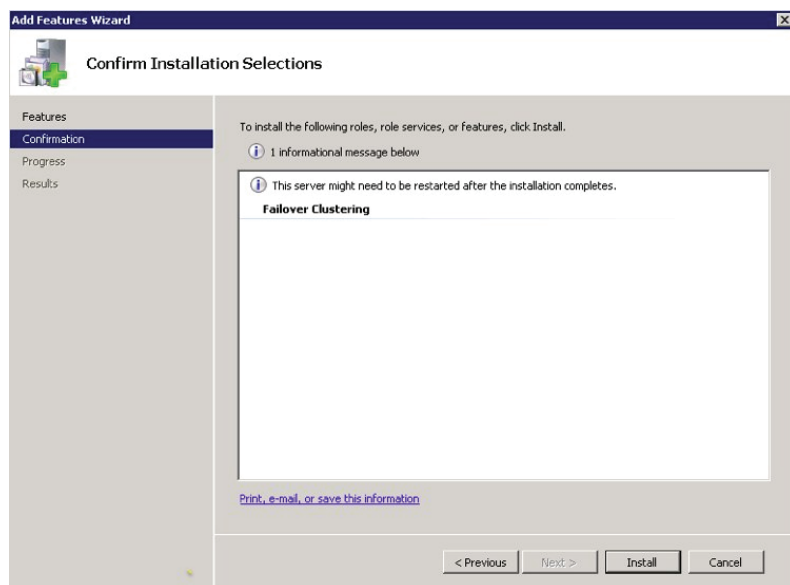 Add Features Wizard
Confirm Installation Selections
Features
Confirmation
Progress
Results
To install the following roles, role services, or features, click Install.
1 informational message below
This server might need to be restarted after the installation completes.
Failover Clustering
Print, e-mail, or save this information
< Previous
Next >
Install
Cancel